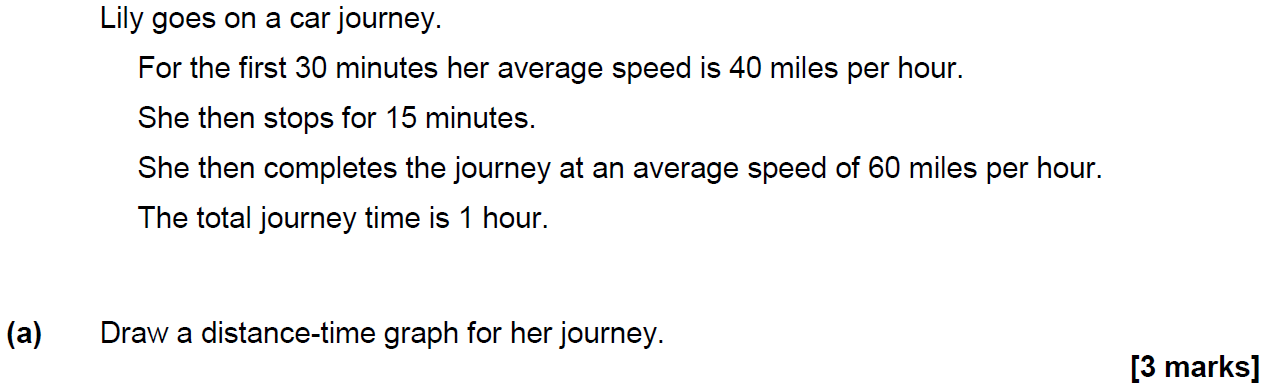 Lily goes on a car journey.
For the first 30 minutes her average speed is 40 miles per hour.
She then stops for 15 minutes.
She then completes the journey at an average speed of 60 miles per hour.
The total journey time is 1 hour.
(a) Draw a distance-time graph for her journey.
[3 marks]